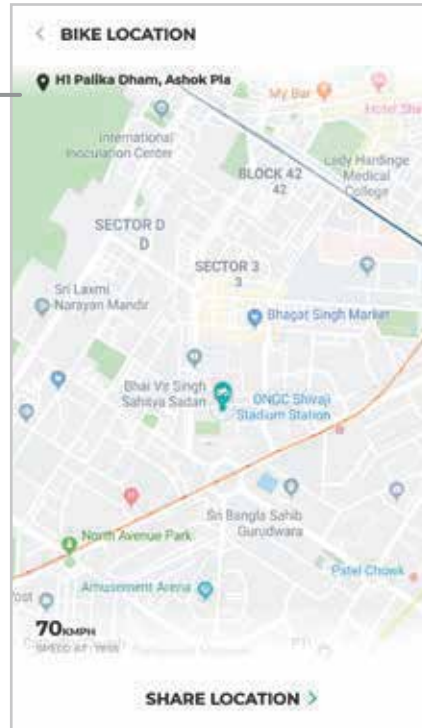 BIKE LOCATION
H1 Palika Dham, Ashok Pla
My Bar
Hotel Sha
International
Inoculation Center
BLOCK 42
42
Lady Hardinge
Medical
College
SECTOR D
D
SECTOR 3
3
Sri Laxmi
Narayan Mandir
Bhagat Singh Market
Bhai Vir Singh
Sahitya Sadan
ONGC Shivaji
Stadium Station
Sri Bangla Sahib
Gurudwara
North Avenue Park
Patel Chowk
Amusement Arena
70KMPH
SHARE LOCATION